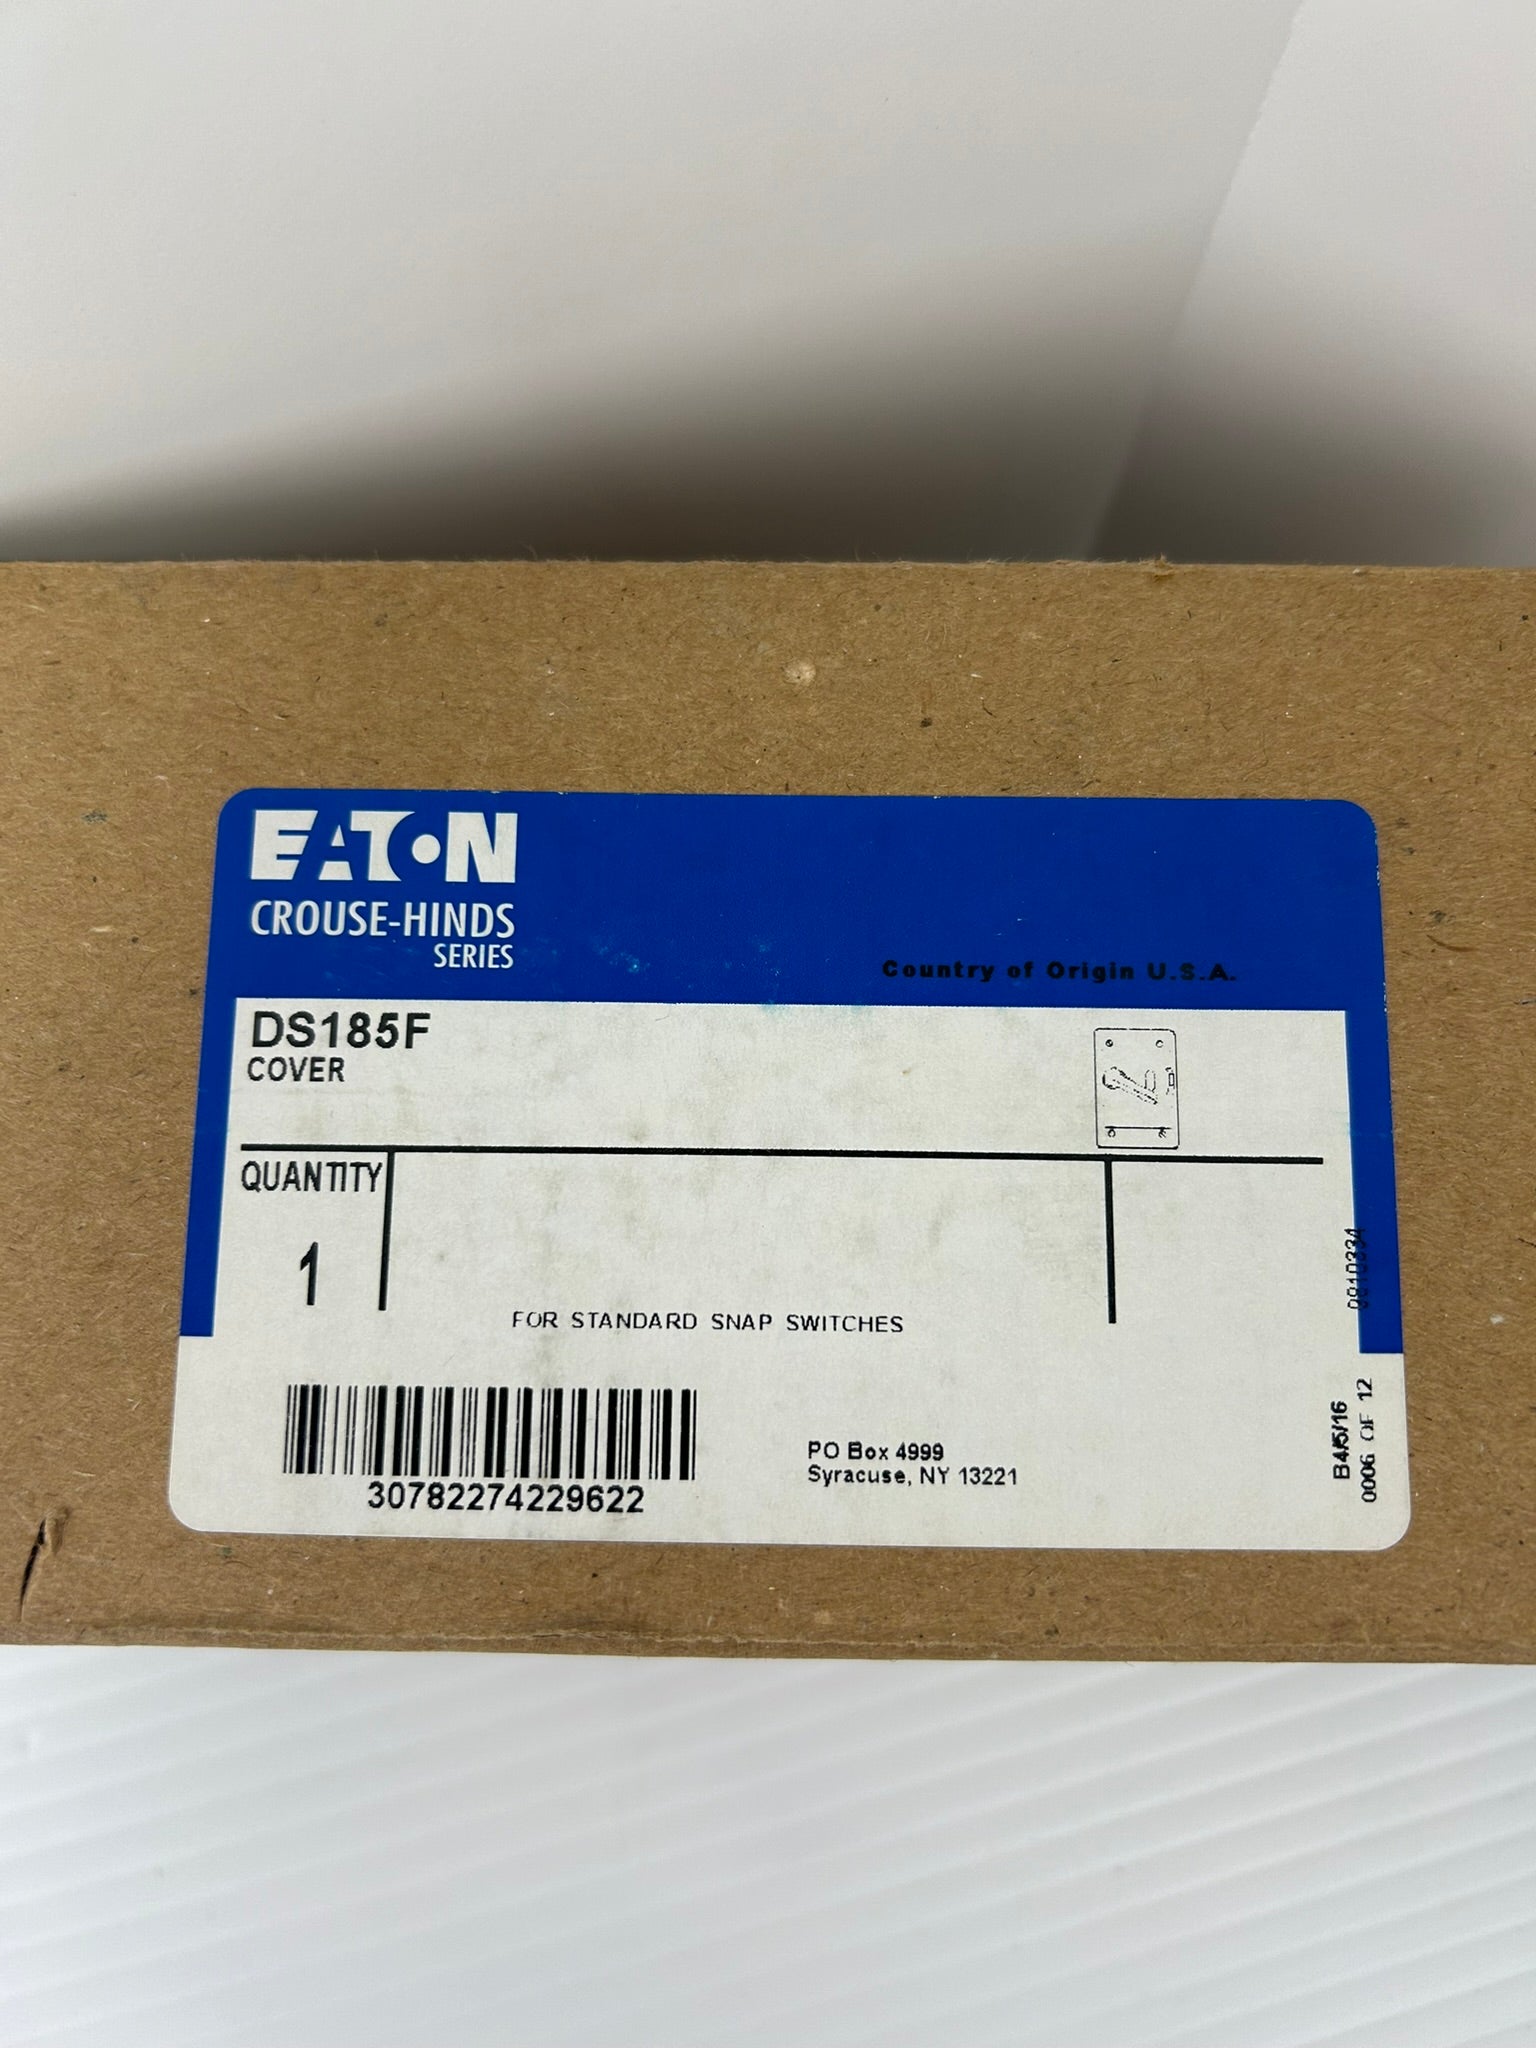 EATON
CROUSE-HINDS
SERIES
Country of Origin U.S.A.
DS185F
COVER
QUANTITY
1
FOR STANDARD SNAP SWITCHES
30782274229622
PO Box 4999
Syracuse, NY 13221
0810334
B4/5/16
0006 OF 12